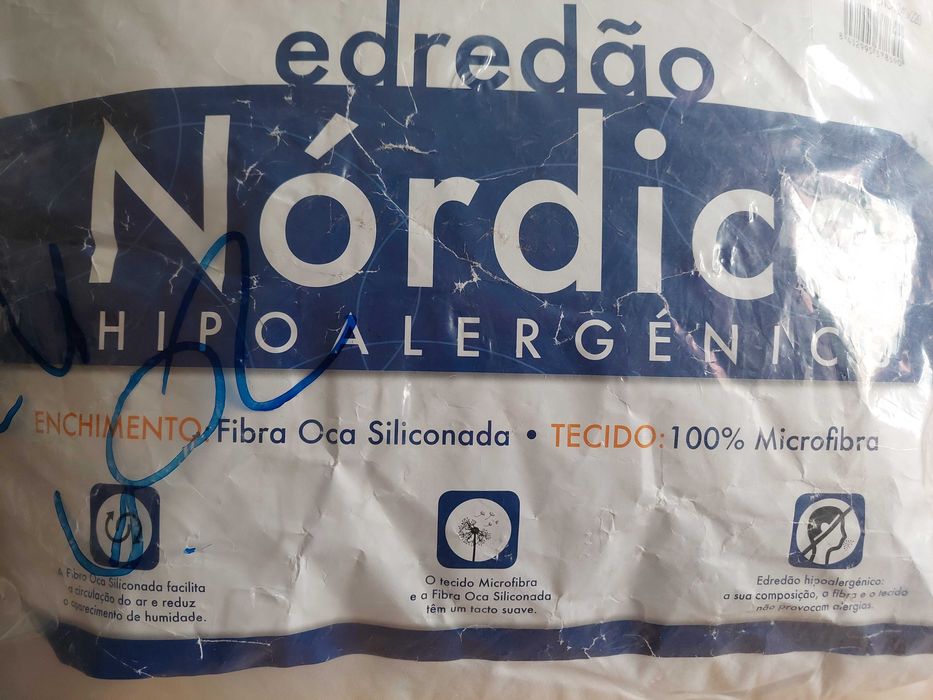 edredão
Nórdico
HIPOALERGÉNICO
ENCHIMENTO: Fibra Oca Siliconada • TECIDO: 100% Microfibra
A Fibra Oca Siliconada facilita
a circulação do ar e reduz
o aparecimento de humidade.
O tecido Microfibra
e a Fibra Oca Siliconada
têm um tacto suave.
Edredão hipoalergénico:
a sua composição, a fibra e o tecido
não provocam alergias.